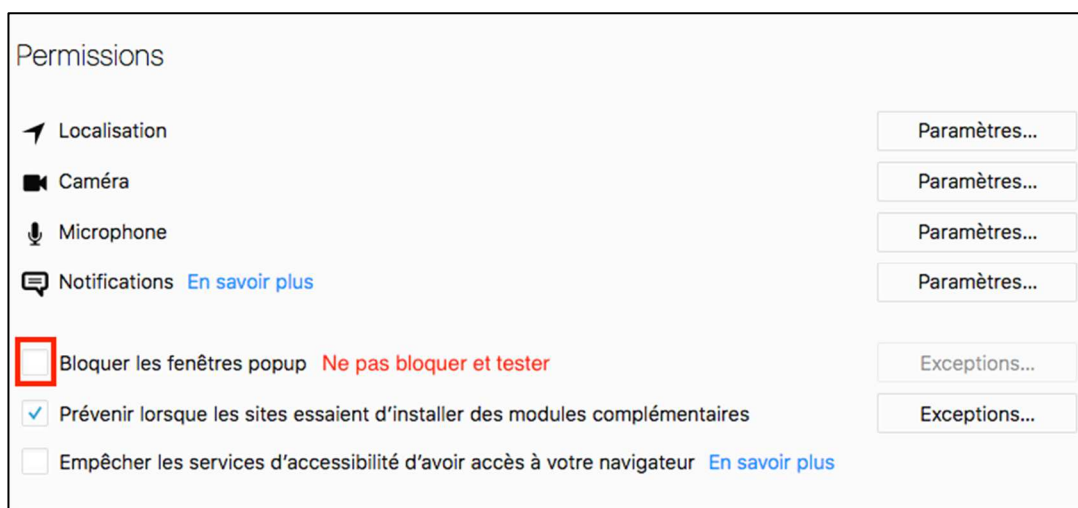 Permissions
Localisation Paramètres...
Caméra Paramètres...
Microphone Paramètres...
Notifications En savoir plus Paramètres...
Bloquer les fenêtres popup Ne pas bloquer et tester Exceptions...
Prévenir lorsque les sites essaient d’installer des modules complémentaires Exceptions...
Empêcher les services d’accessibilité d’avoir accès à votre navigateur En savoir plus